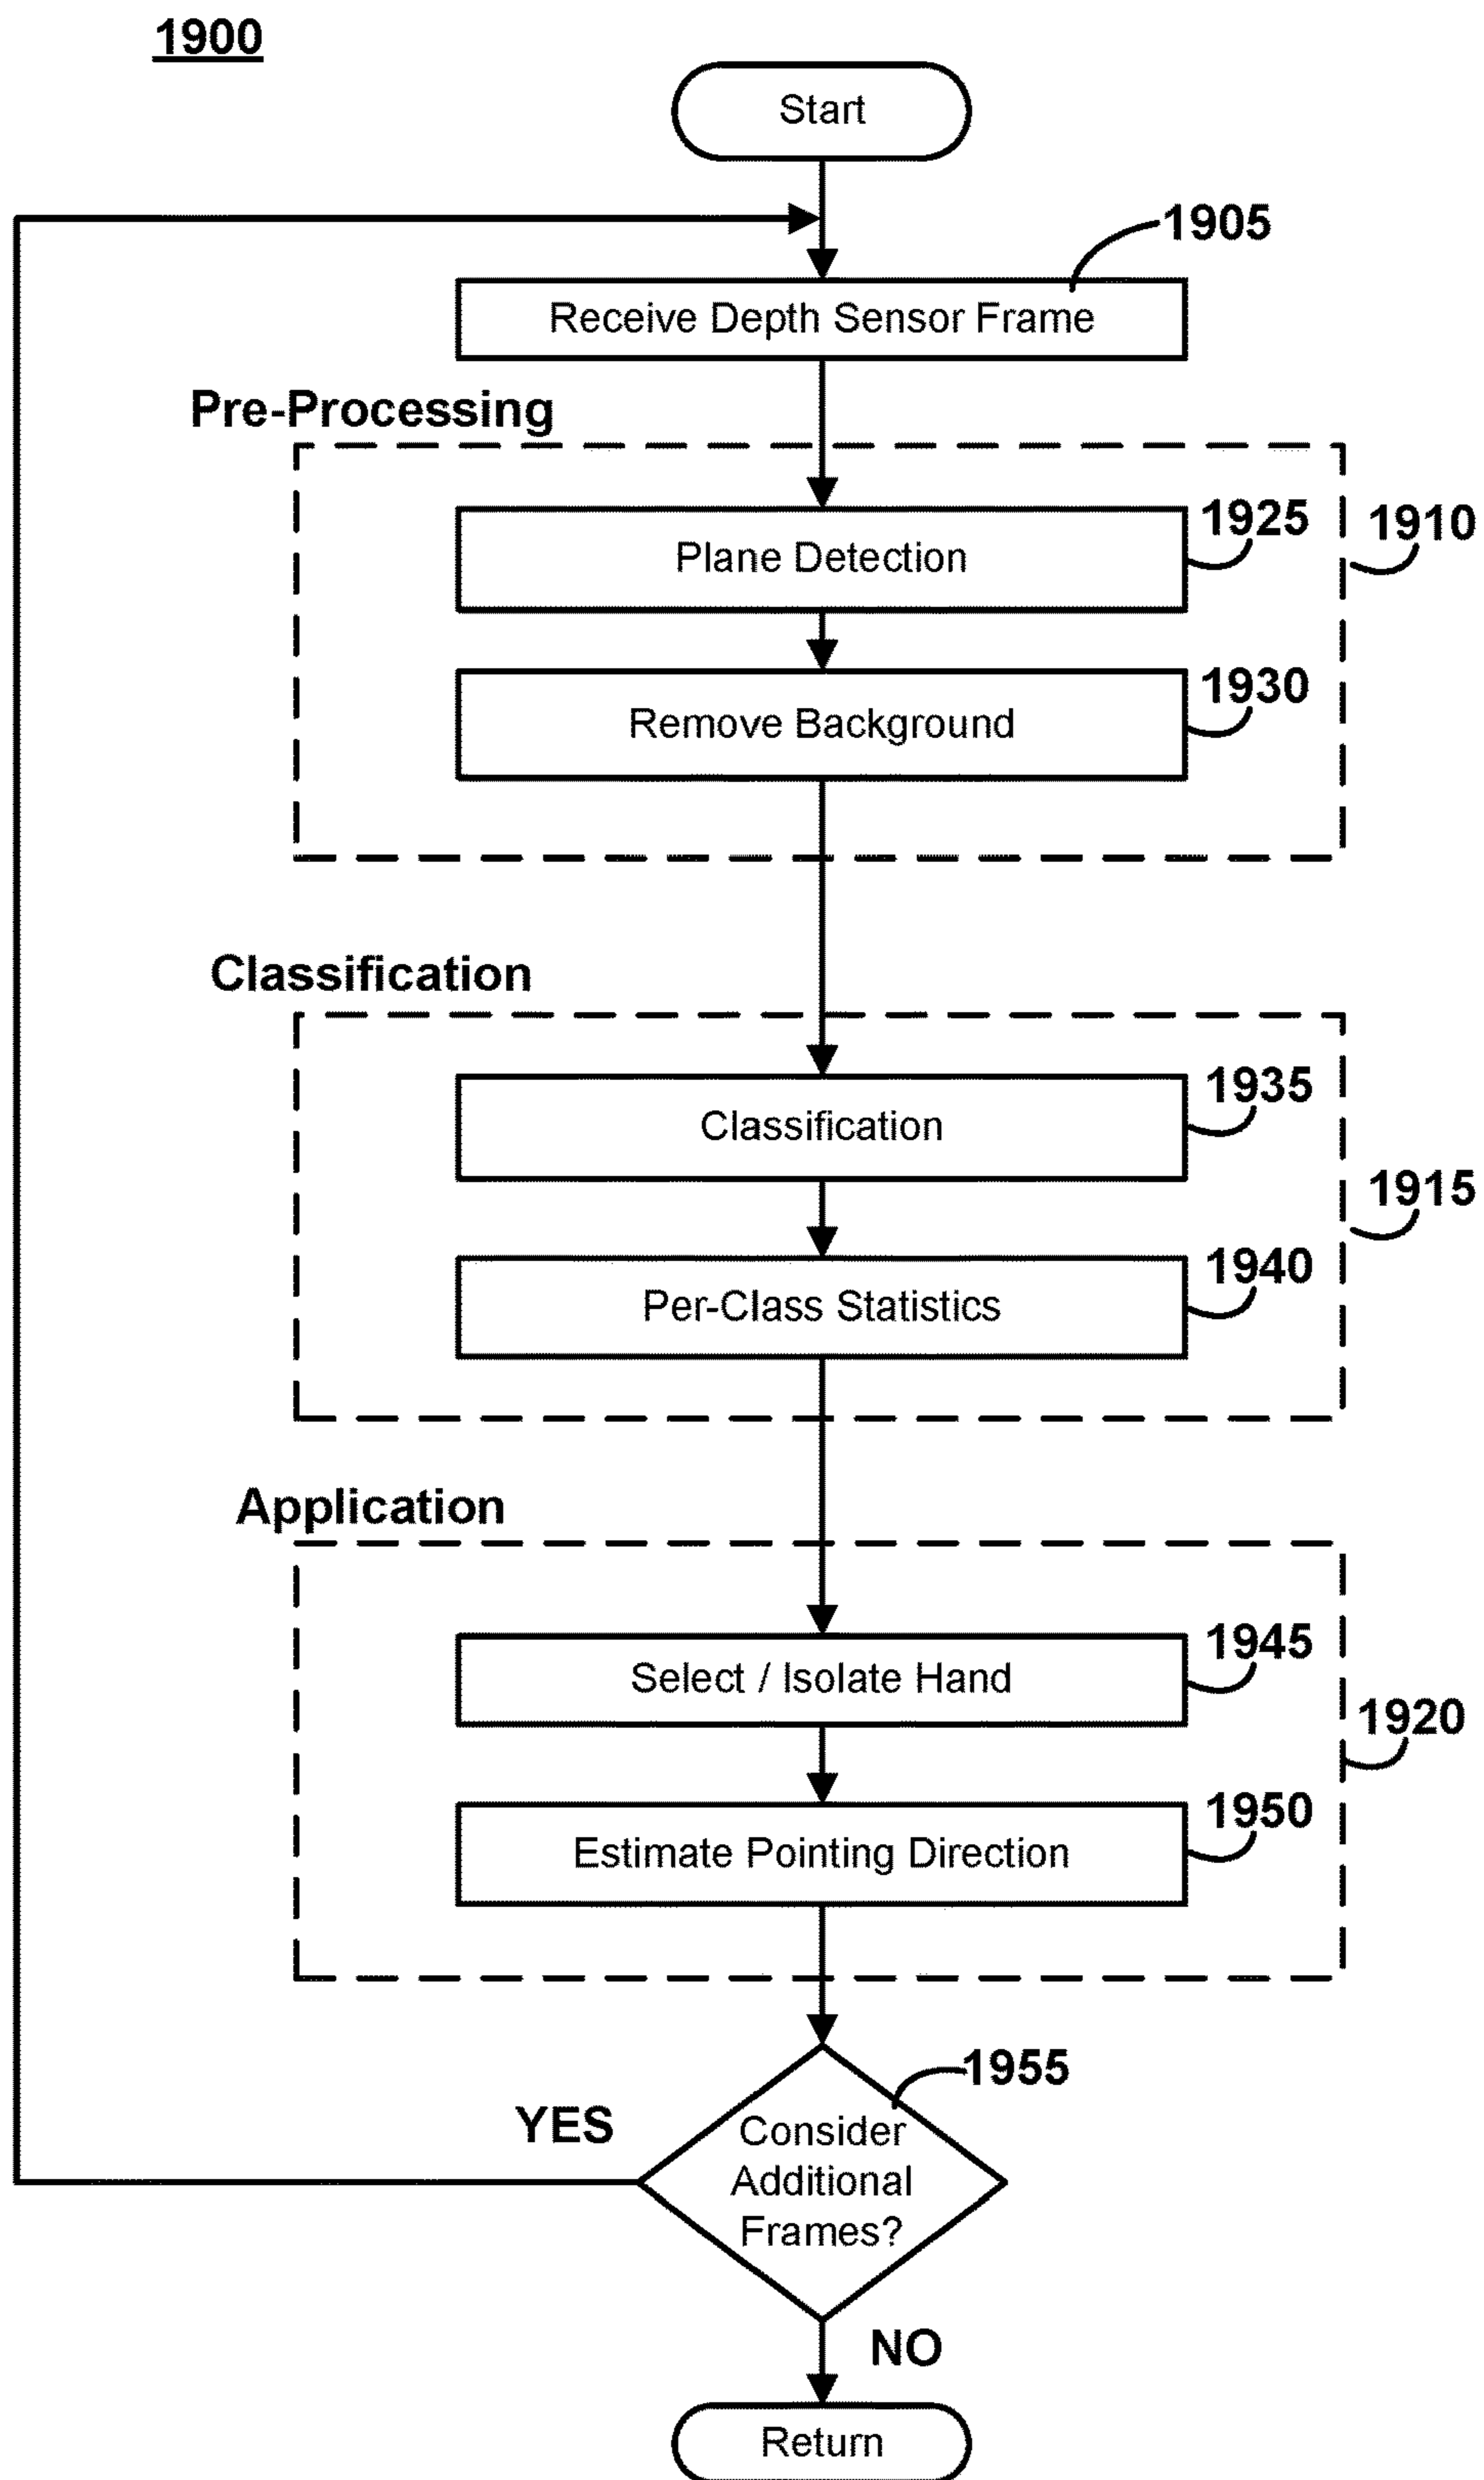 1900
Start
1905
Receive Depth Sensor Frame
Pre-Processing
1925
1910
Plane Detection
1930
Remove Background
Classification
1935
Classification
1915
1940
Per-Class Statistics
Application
1945
Select / Isolate Hand
1920
1950
Estimate Pointing Direction
1955
YES
Consider
Additional
Frames?
NO
Return